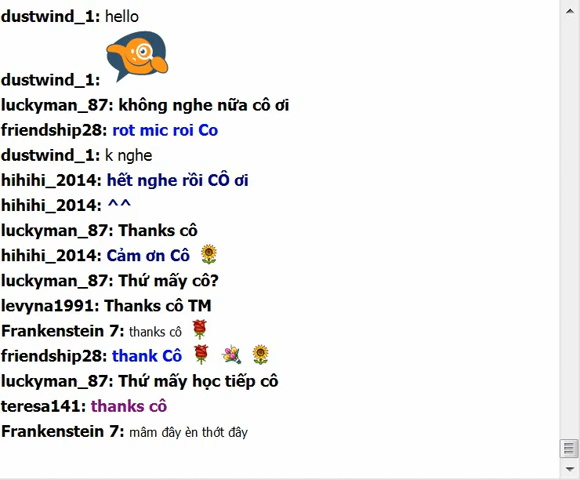 dustwind_1: hello
dustwind_1:
luckyman_87: không nghe nữa cô ơi
friendship28: rot mic roi Co
dustwind_1: k nghe
hihihi_2014: hết nghe rồi CÔ ơi
hihihi_2014: ^^
luckyman_87: Thanks cô
hihihi_2014: Cảm ơn Cô
luckyman_87: Thứ mấy cô?
levyna1991: Thanks cô TM
Frankenstein 7: thanks cô
friendship28: thank Cô
luckyman_87: Thứ mấy học tiếp cô
teresa141: thanks cô
Frankenstein 7: mâm đây èn thớt đây